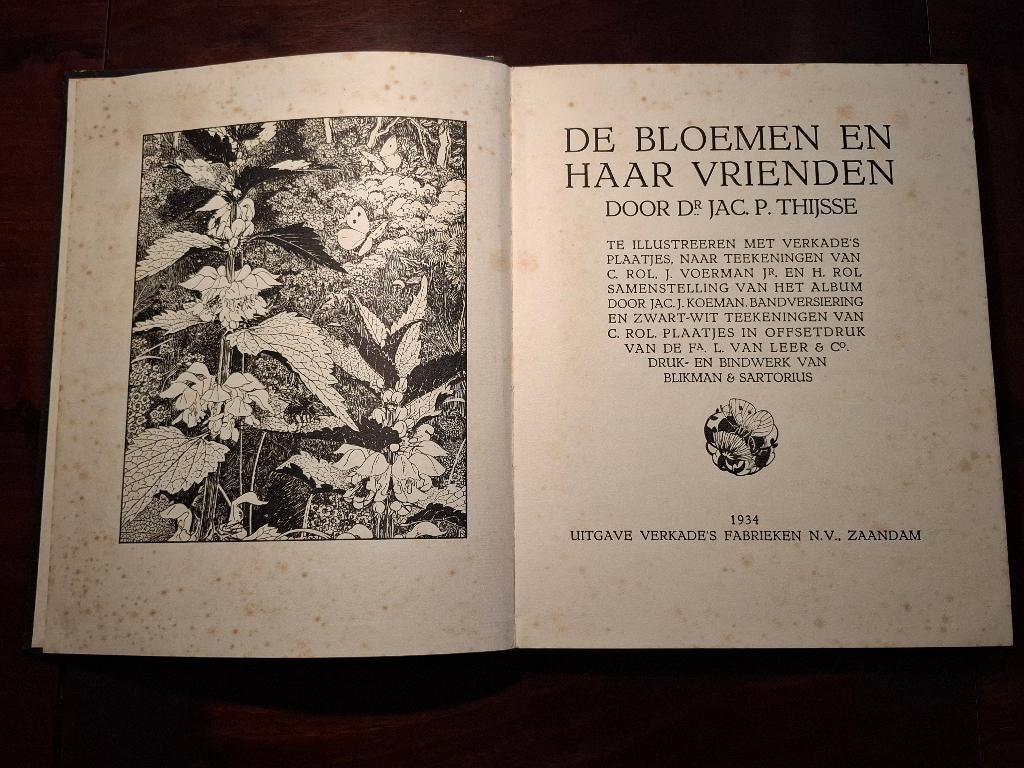 DE BLOEMEN EN
HAAR VRIENDEN
DOOR DR. JAC. P. THIJSSE
TE ILLUSTREEREN MET VERKADE'S
PLAATJES, NAAR TEEKENINGEN VAN
C. ROL, J. VOERMAN JR. EN H. ROL
SAMENSTELLING VAN HET ALBUM
DOOR JAC. J. KOEMAN. BANDVERSIERING
EN ZWART-WIT TEEKENINGEN VAN
C. ROL. PLAATJES IN OFFSETDRUK
VAN DE FA. L. VAN LEER & CO.
DRUK- EN BINDWERK VAN
BLIKMAN & SARTORIUS
1934
UITGAVE VERKADE'S FABRIEKEN N.V., ZAANDAM